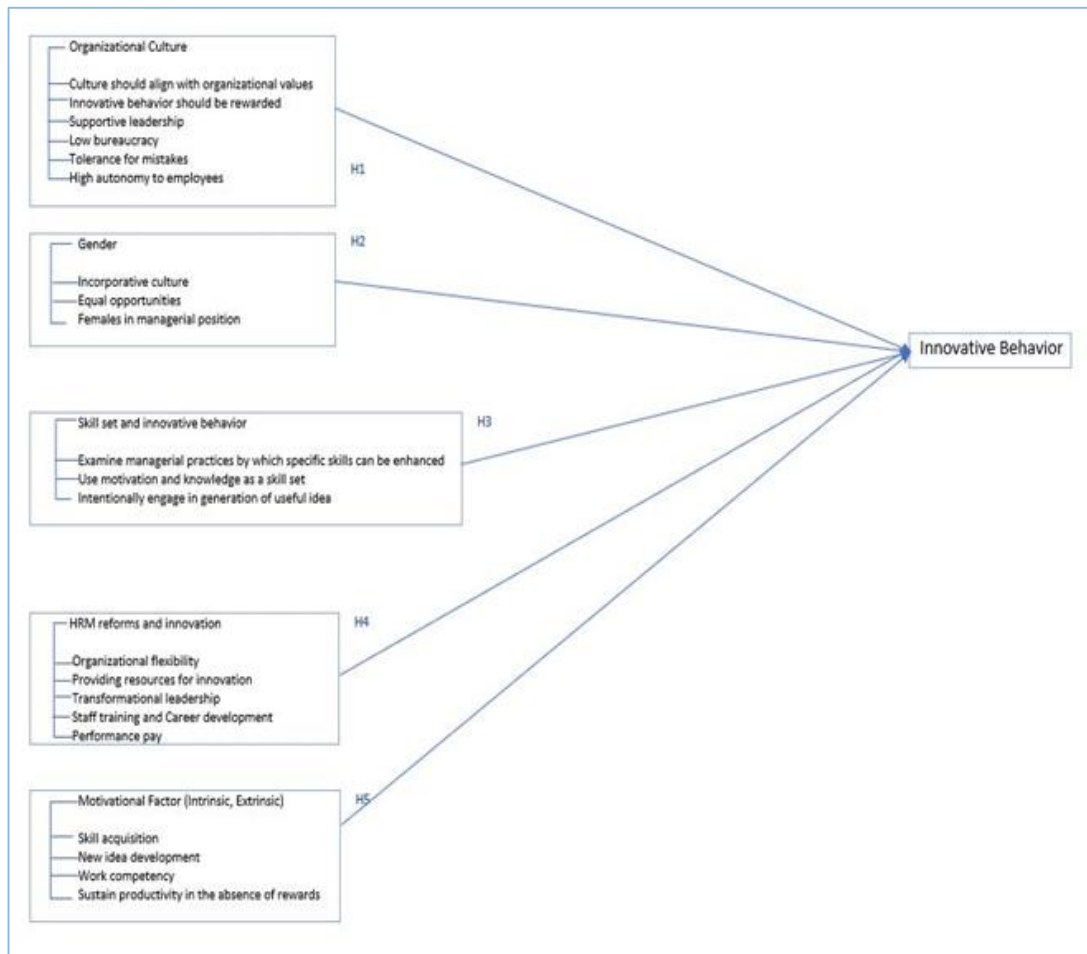 Organizational Culture
Culture should align with organizational values
Innovative behavior should be rewarded
Supportive leadership
Low bureaucracy
Tolerance for mistakes
High autonomy to employees
H1
Gender
H2
Incorporative culture
Equal opportunities
Females in managerial position
Innovative Behavior
Skill set and innovative behavior
H3
Examine managerial practices by which specific skills can be enhanced
Use motivation and knowledge as a skill set
Intentionally engage in generation of useful idea
HRM reforms and innovation
H4
Organizational flexibility
Providing resources for innovation
Transformational leadership
Staff training and Career development
Performance pay
Motivational Factor (Intrinsic, Extrinsic)
H5
Skill acquisition
New idea development
Work competency
Sustain productivity in the absence of rewards